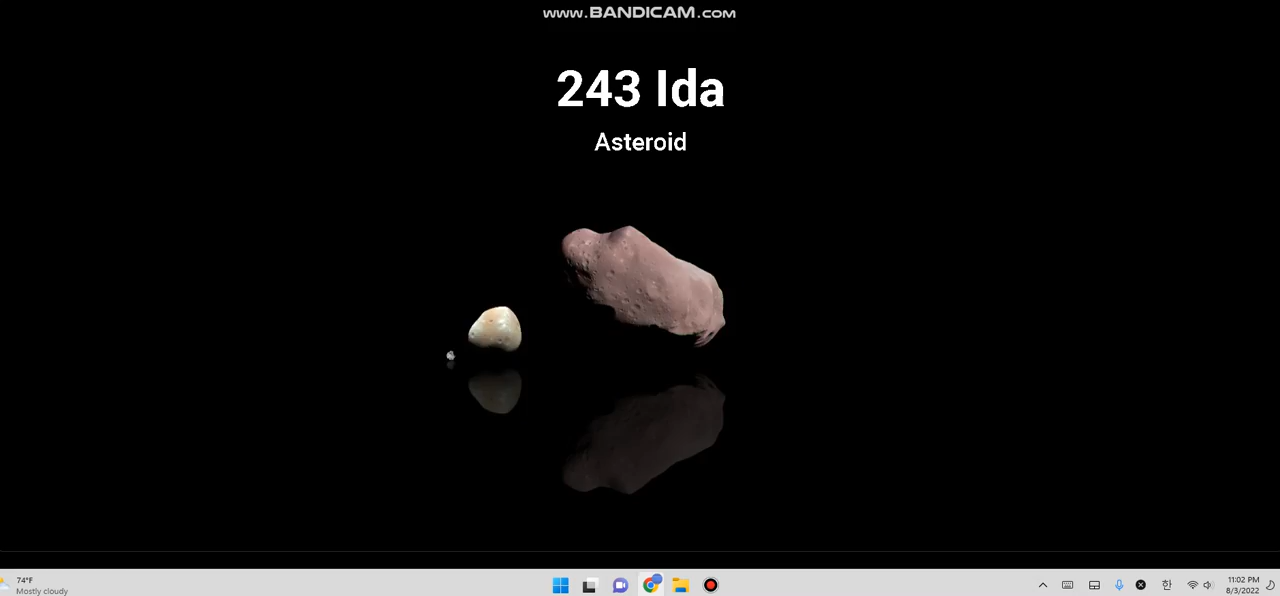 www.BANDICAM.com
243 Ida
Asteroid
74°F
Mostly cloudy
한
11:02 PM
8/3/2022